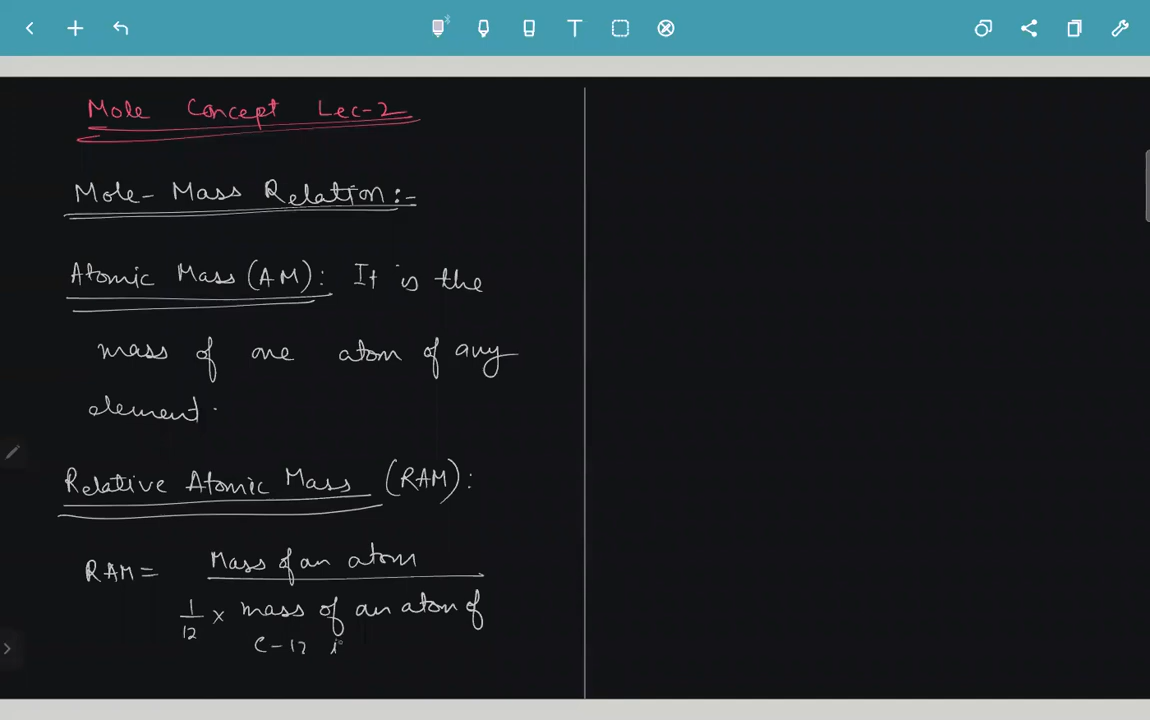 Mole Concept Lec-2
Mole-Mass Relation:-
Atomic Mass (AM): It is the
mass of one atom of any
element.
Relative Atomic Mass (RAM):
RAM = Mass of an atom
1/12 × mass of an atom of
C-12 i